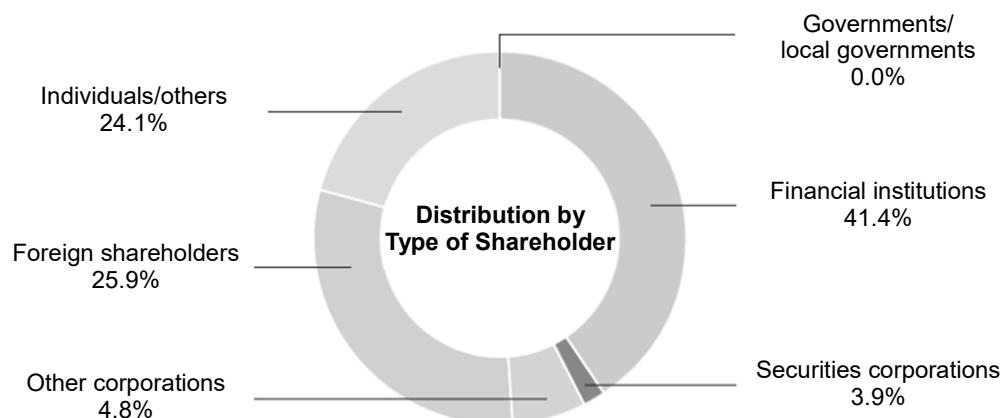 Governments/
local governments
0.0%
Individuals/others
24.1%
Financial institutions
41.4%
Distribution by
Type of Shareholder
Foreign shareholders
25.9%
Securities corporations
3.9%
Other corporations
4.8%